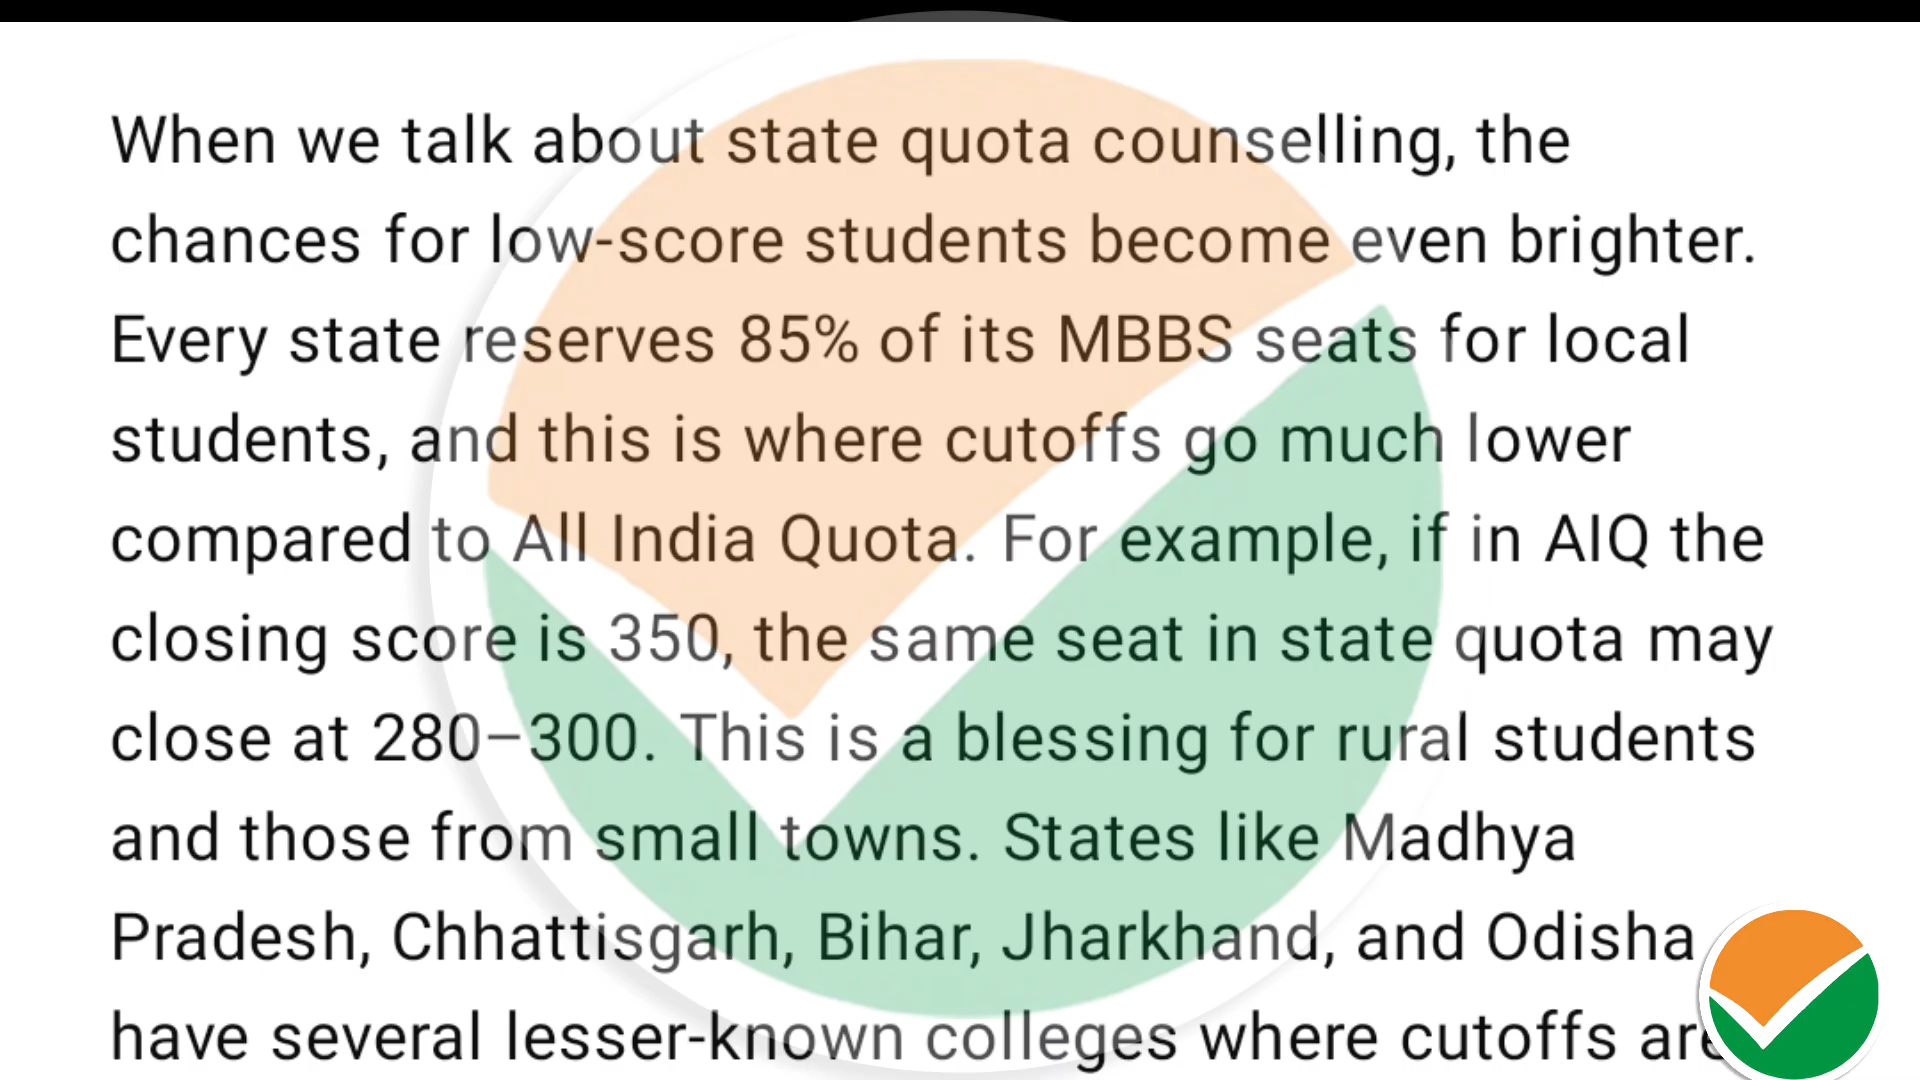 When we talk about state quota counselling, the
chances for low-score students become even brighter.
Every state reserves 85% of its MBBS seats for local
students, and this is where cutoffs go much lower
compared to All India Quota. For example, if in AIQ the
closing score is 350, the same seat in state quota may
close at 280–300. This is a blessing for rural students
and those from small towns. States like Madhya
Pradesh, Chhattisgarh, Bihar, Jharkhand, and Odisha
have several lesser-known colleges where cutoffs are